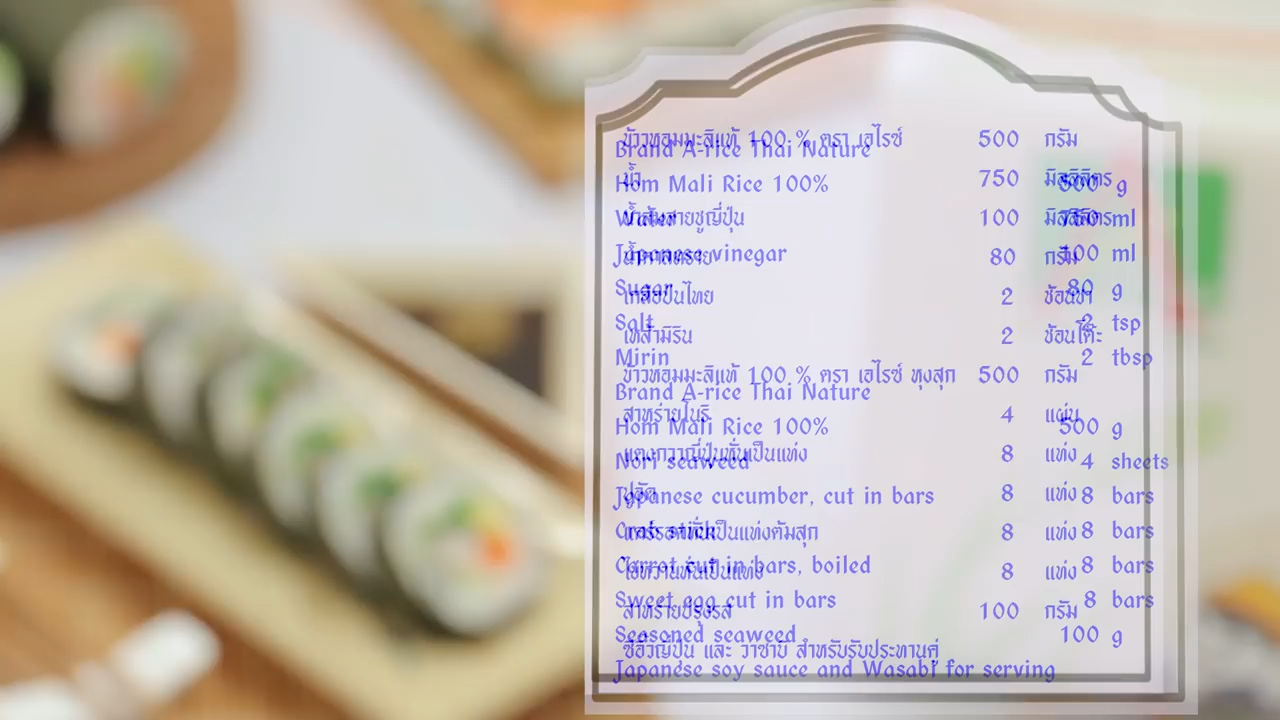 ข้าวหอมมะลิแท้ 100 % ตรา เอไรซ์ 500 กรัม
น้ำ 750 มิลลิลิตร
น้ำส้มสายชูญี่ปุ่น 100 มิลลิลิตร
น้ำตาลทราย 80 กรัม
เกลือป่นไทย 2 ช้อนชา
เหล้ามิริน 2 ช้อนโต๊ะ
ข้าวหอมมะลิแท้ 100 % ตรา เอไรซ์ หุงสุก 500 กรัม
สาหร่ายโนริ 4 แผ่น
แตงกวาญี่ปุ่นหั่นเป็นแท่ง 8 แท่ง
ปูอัด 8 แท่ง
แครอตหั่นเป็นแท่งต้มสุก 8 แท่ง
ไข่หวานหั่นเป็นแท่ง 8 แท่ง
สาหร่ายปรุงรส 100 กรัม
ซีอิ๊วญี่ปุ่น และ วาซาบิ สำหรับรับประทานคู่
Brand A-rice Thai Nature
Hom Mali Rice 100% 500 g
Water 750 ml
Japanese vinegar 100 ml
Sugar 80 g
Salt 2 tsp
Mirin 2 tbsp
Brand A-rice Thai Nature
Hom Mali Rice 100% 500 g
Nori seaweed 4 sheets
Japanese cucumber, cut in bars 8 bars
Crab stick 8 bars
Carrot cut in bars, boiled 8 bars
Sweet egg cut in bars 8 bars
Seasoned seaweed 100 g
Japanese soy sauce and Wasabi for serving